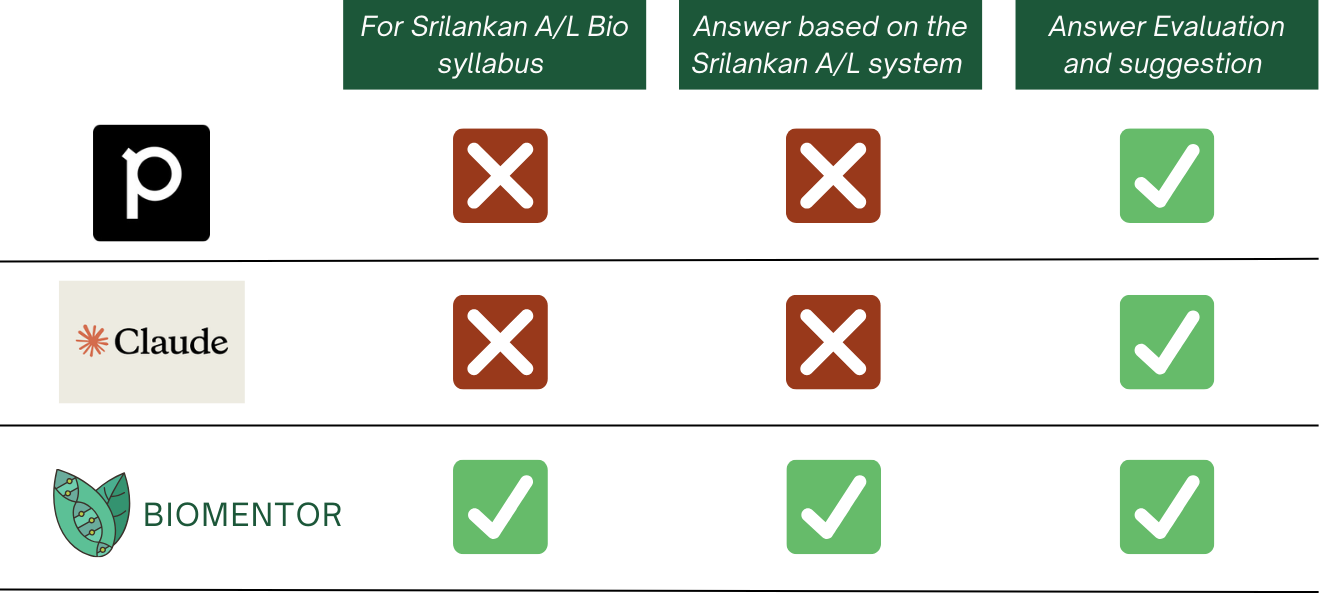 For Srilankan A/L Bio
syllabus
Answer based on the
Srilankan A/L system
Answer Evaluation
and suggestion
p
Claude
BIOMENTOR